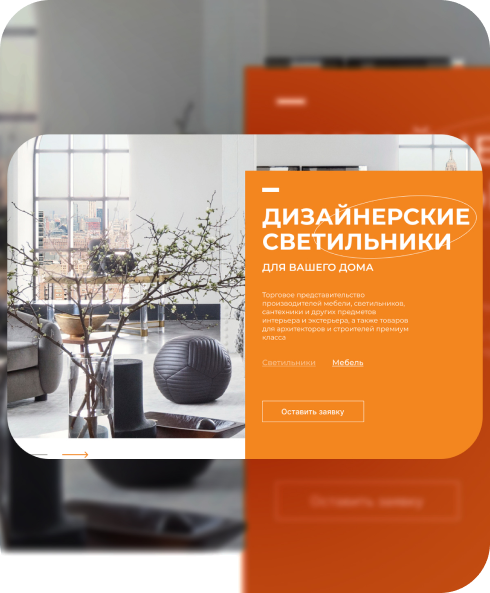 ДИЗАЙНЕРСКИЕ
СВЕТИЛЬНИКИ
ДЛЯ ВАШЕГО ДОМА
Торговое представительство
производителей мебели, светильников,
сантехники и других предметов
интерьера и экстерьера, а также товаров
для архитекторов и строителей премиум
класса
Светильники Мебель
Оставить заявку
Оставить заявку